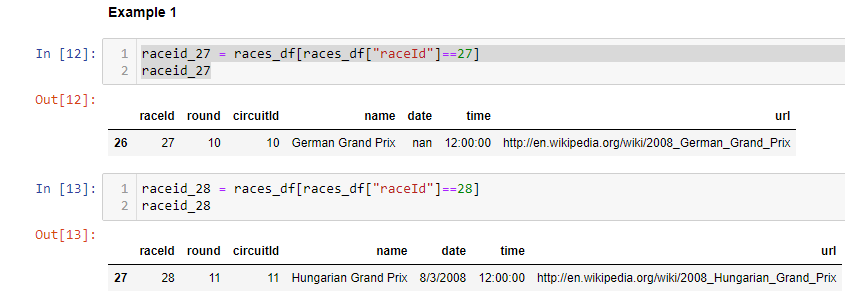 Example 1
In [12]: 1 raceid_27 = races_df[races_df["raceId"]==27]
2 raceid_27
Out[12]:
raceId round circuitId name date time url
26 27 10 10 German Grand Prix nan 12:00:00 http://en.wikipedia.org/wiki/2008_German_Grand_Prix
In [13]: 1 raceid_28 = races_df[races_df["raceId"]==28]
2 raceid_28
Out[13]:
raceId round circuitId name date time url
27 28 11 11 Hungarian Grand Prix 8/3/2008 12:00:00 http://en.wikipedia.org/wiki/2008_Hungarian_Grand_Prix